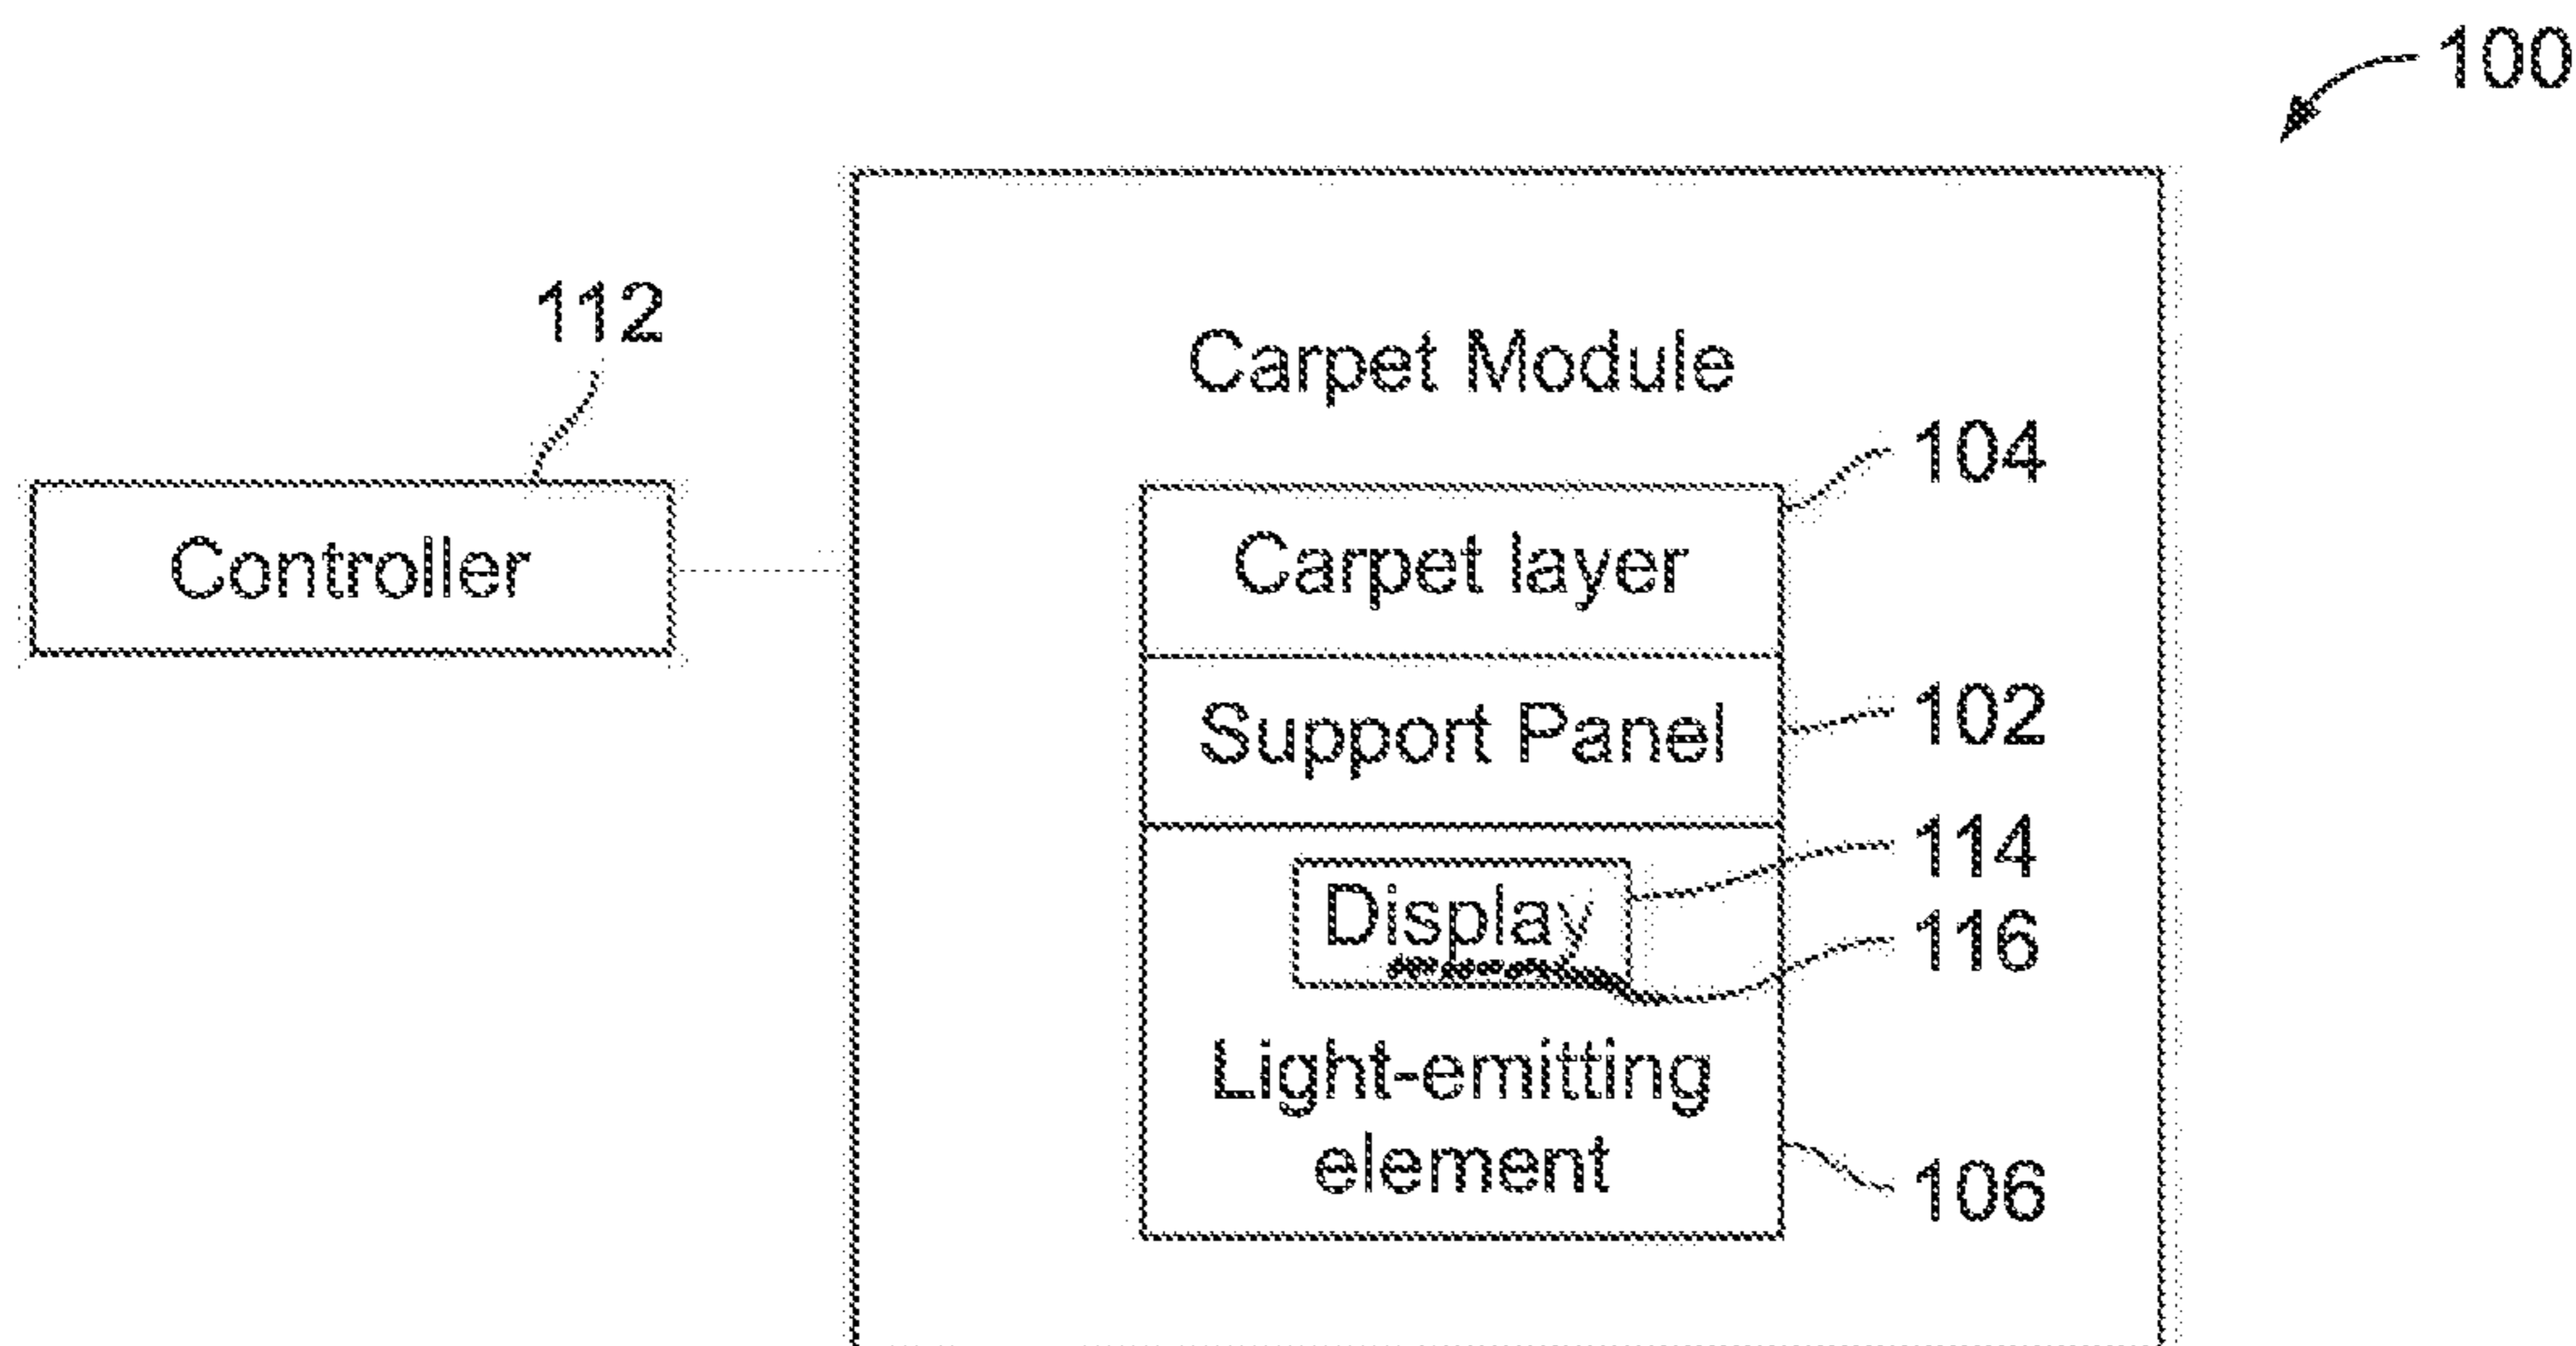 100
112
Carpet Module
104
Controller
Carpet layer
Support Panel
102
114
Display
116
Light-emitting
element
106